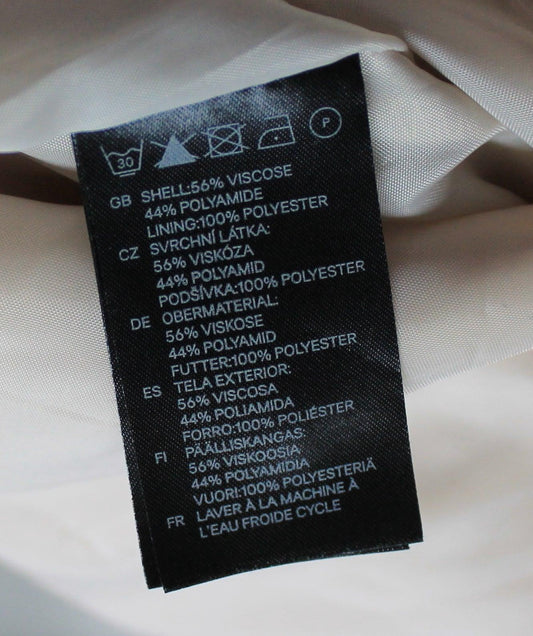 30 P
GB SHELL:56% VISCOSE
44% POLYAMIDE
LINING:100% POLYESTER
CZ SVRCHNÍ LÁTKA:
56% VISKÓZA
44% POLYAMID
PODŠÍVKA:100% POLYESTER
DE OBERMATERIAL:
56% VISKOSE
44% POLYAMID
FUTTER:100% POLYESTER
ES TELA EXTERIOR:
56% VISCOSA
44% POLIAMIDA
FORRO:100% POLIÉSTER
FI PÄÄLLISKANGAS:
56% VISKOOSIA
44% POLYAMIDIA
VUORI:100% POLYESTERIÄ
FR LAVER À LA MACHINE À
L'EAU FROIDE CYCLE